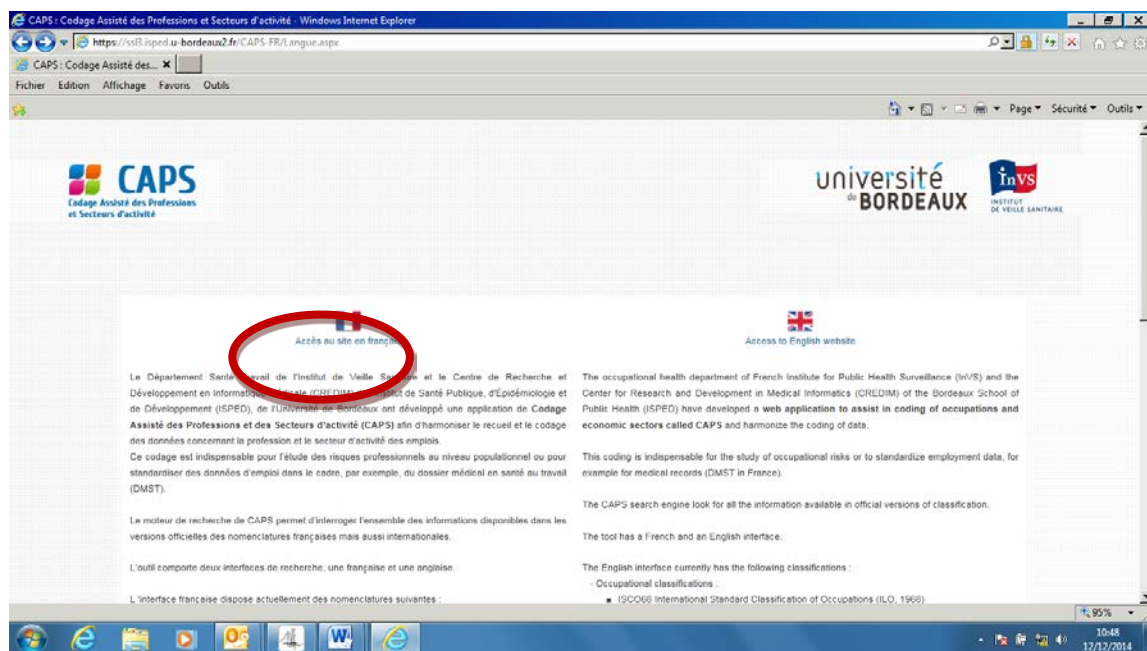 CAPS : Codage Assisté des Professions et Secteurs d'activité - Windows Internet Explorer
https://ssl3.isped.u-bordeaux2.fr/CAPS-FR/Langue.aspx
CAPS : Codage Assisté des...
Fichier Edition Affichage Favoris Outils
Page Sécurité Outils
CAPS
Codage Assisté des Professions
et Secteurs d'activité
université
de BORDEAUX
invs
INSTITUT
DE VEILLE SANITAIRE
Accès au site en français
Le Département Santé Travail de l'Institut de Veille Sanitaire et le Centre de Recherche et
Développement en Informatique Médicale (CREDIM) de l'Institut de Santé Publique, d'Épidémiologie et
de Développement (ISPED), de l'Université de Bordeaux ont développé une application de Codage
Assisté des Professions et des Secteurs d'activité (CAPS) afin d'harmoniser le recueil et le codage
des données concernant la profession et le secteur d'activité des emplois.
Ce codage est indispensable pour l'étude des risques professionnels au niveau populationnel ou pour
standardiser des données d'emploi dans le cadre, par exemple, du dossier médical en santé au travail
(DMST).
Le moteur de recherche de CAPS permet d'interroger l'ensemble des informations disponibles dans les
versions officielles des nomenclatures françaises mais aussi internationales.
L'outil comporte deux interfaces de recherche, une française et une anglaise.
L 'interface française dispose actuellement des nomenclatures suivantes :
Access to English website
The occupational health department of French Institute for Public Health Surveillance (InVS) and the
Center for Research and Development in Medical Informatics (CREDIM) of the Bordeaux School of
Public Health (ISPED) have developed a web application to assist in coding of occupations and
economic sectors called CAPS and harmonize the coding of data.
This coding is indispensable for the study of occupational risks or to standardize employment data, for
example for medical records (DMST in France).
The CAPS search engine look for all the information available in official versions of classification.
The tool has a French and an English interface.
The English interface currently has the following classifications :
- Occupational classifications :
ISCO68 International Standard Classification of Occupations (ILO, 1968)
95%
10:48
12/12/2014